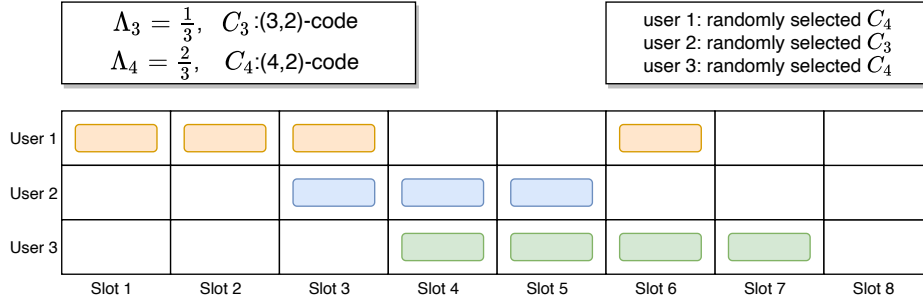 Λ₃ = 1/3, C₃:(3,2)-code
Λ₄ = 2/3, C₄:(4,2)-code
user 1: randomly selected C₄
user 2: randomly selected C₃
user 3: randomly selected C₄
User 1
User 2
User 3
Slot 1 Slot 2 Slot 3 Slot 4 Slot 5 Slot 6 Slot 7 Slot 8